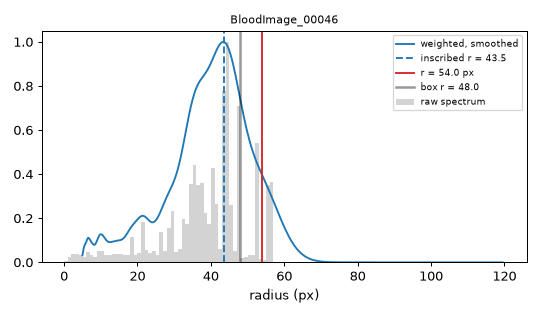 BloodImage_00046
1.0
0.8
0.6
0.4
0.2
0.0
weighted, smoothed
inscribed r = 43.5
r = 54.0 px
box r = 48.0
raw spectrum
0 20 40 60 80 100 120
radius (px)